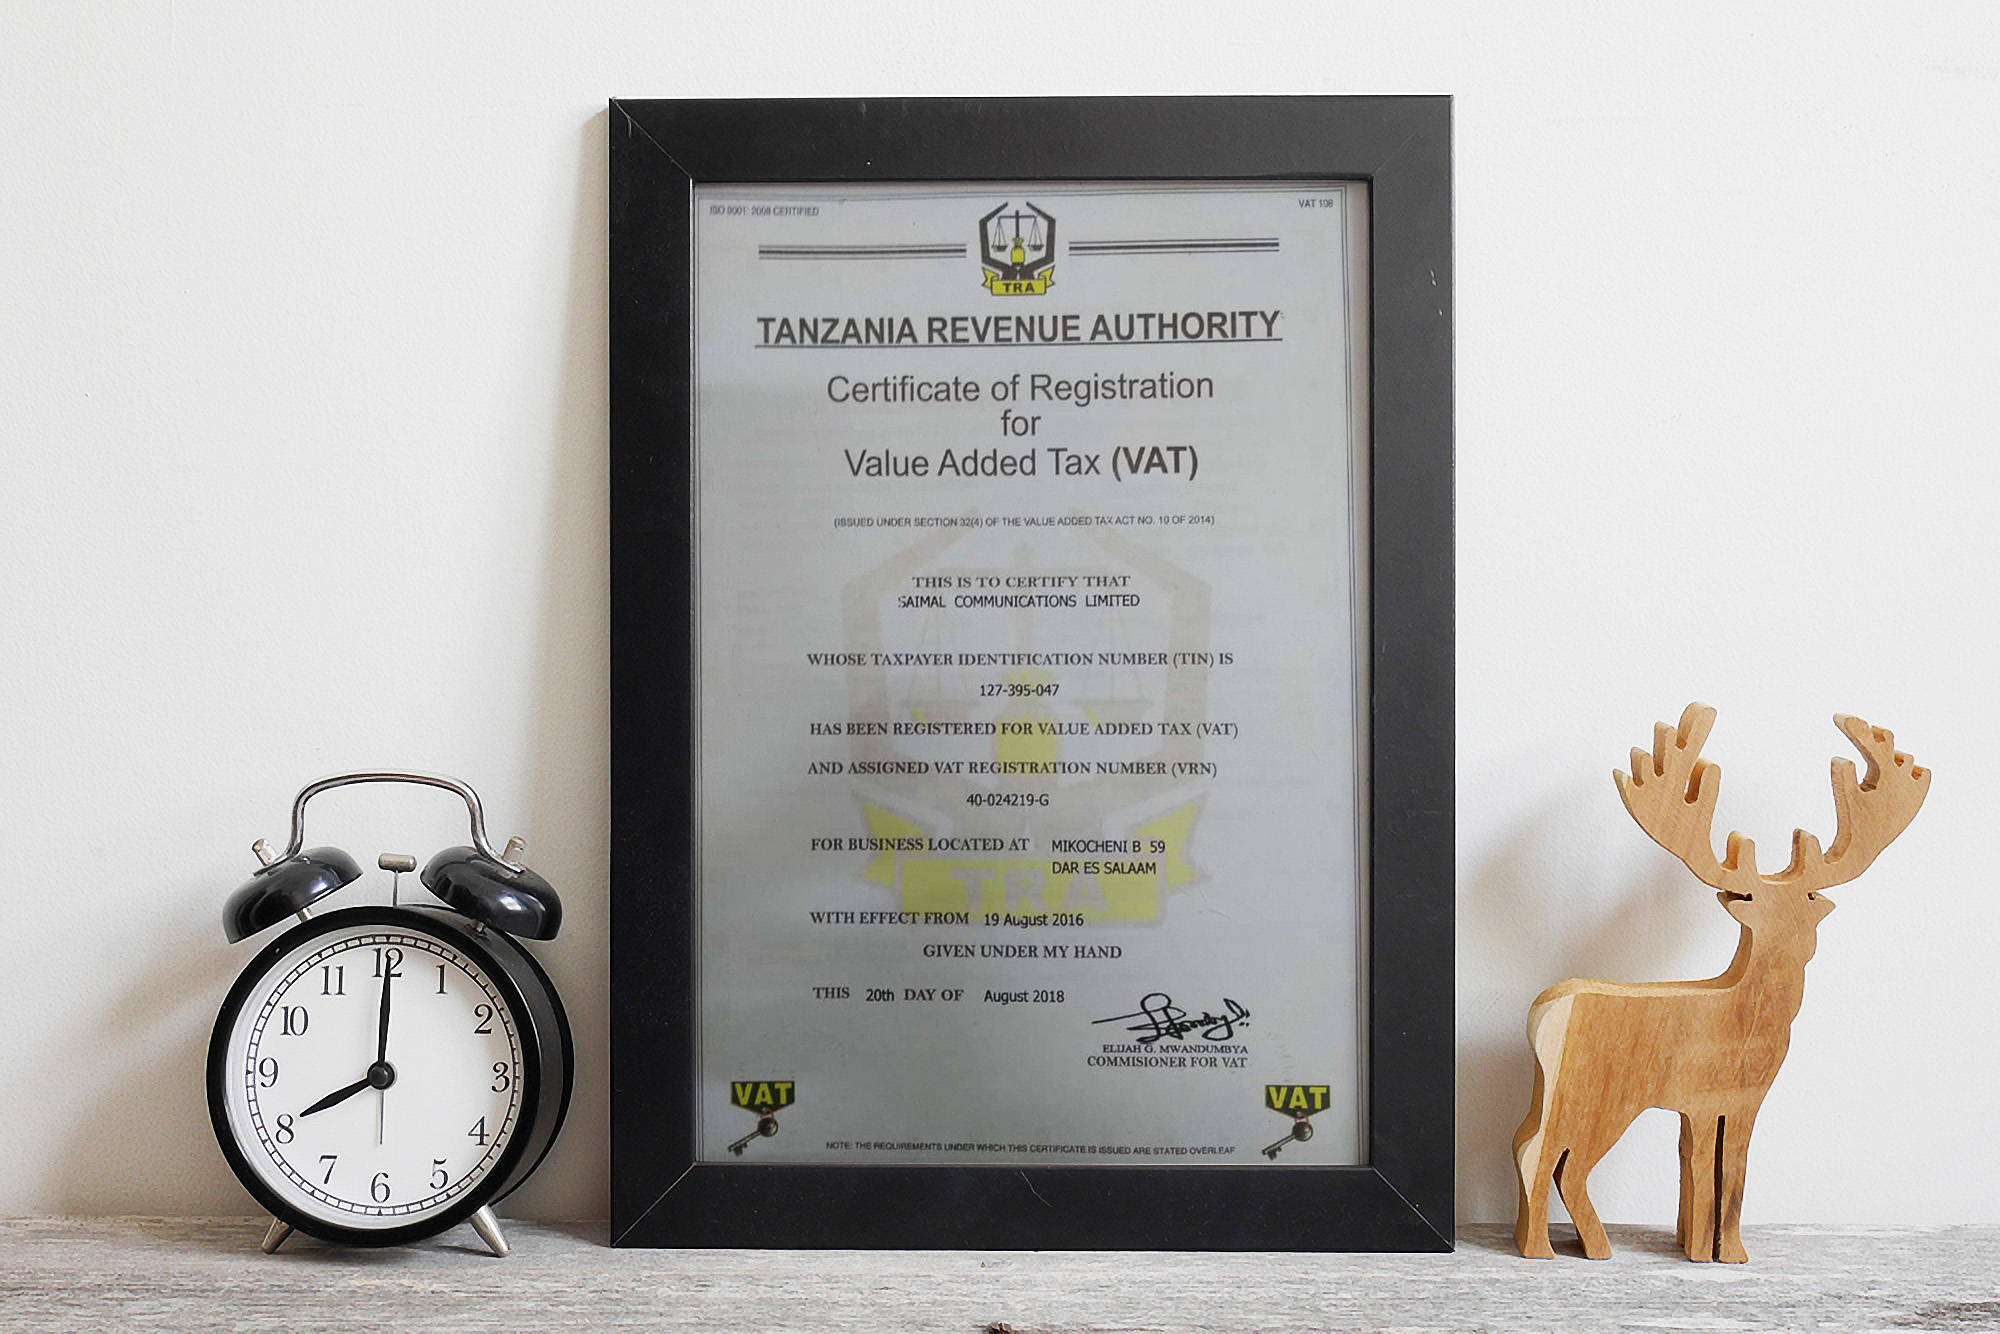 ISO 9001: 2008 CERTIFIED
VAT 108
TRA
TANZANIA REVENUE AUTHORITY
Certificate of Registration
for
Value Added Tax (VAT)
(ISSUED UNDER SECTION 32(4) OF THE VALUE ADDED TAX ACT NO. 10 OF 2014)
THIS IS TO CERTIFY THAT
SAIMAL COMMUNICATIONS LIMITED
WHOSE TAXPAYER IDENTIFICATION NUMBER (TIN) IS
127-395-047
HAS BEEN REGISTERED FOR VALUE ADDED TAX (VAT)
AND ASSIGNED VAT REGISTRATION NUMBER (VRN)
40-024219-G
FOR BUSINESS LOCATED AT MIKOCHENI B 59
DAR ES SALAAM
TRA
WITH EFFECT FROM 19 August 2016
GIVEN UNDER MY HAND
THIS 20th DAY OF August 2018
ELIJAH G. MWANDUMBYA
COMMISIONER FOR VAT
VAT
VAT
NOTE: THE REQUIREMENTS UNDER WHICH THIS CERTIFICATE IS ISSUED ARE STATED OVERLEAF
12
1
2
3
4
5
6
7
8
9
10
11